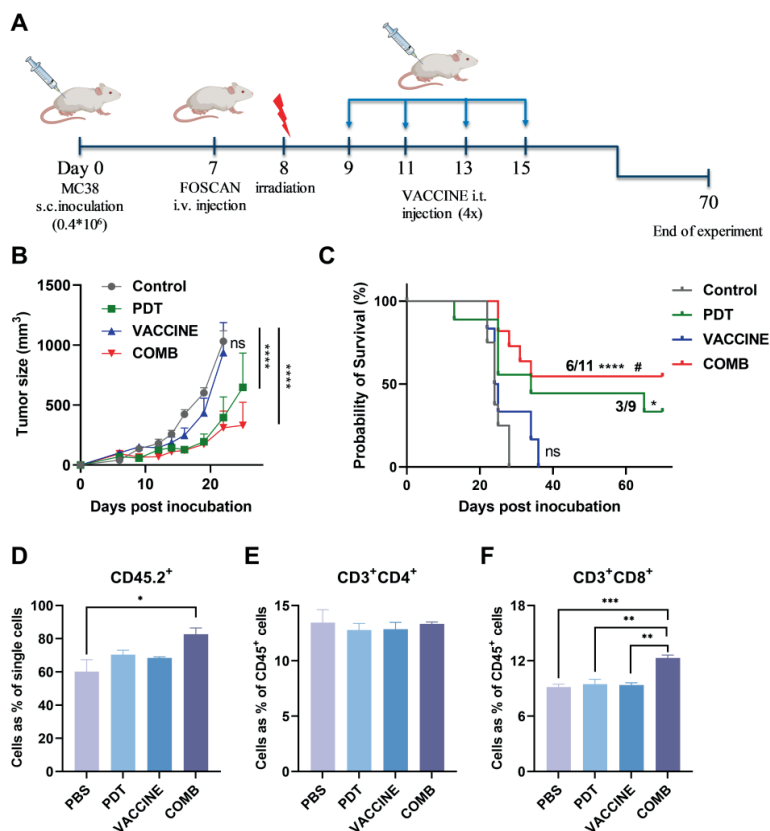 A
Day 0
7
8
9
11
13
15
70
MC38
s.c.inoculation
(0.4*10⁶)
FOSCAN
i.v. injection
irradiation
VACCINE i.t.
injection (4x)
End of experiment
B
Tumor size (mm³)
1500
1000
500
0
0
10
20
Days post inocubation
Control
PDT
VACCINE
COMB
ns
****
****
C
Probability of Survival (%)
100
50
0
0
20
40
60
Days post inocubation
6/11 **** #
3/9 *
ns
Control
PDT
VACCINE
COMB
D
CD45.2⁺
Cells as % of single cells
100
80
60
40
20
0
*
PBS
PDT
VACCINE
COMB
E
CD3⁺CD4⁺
Cells as % of CD45⁺ cells
15
10
5
0
PBS
PDT
VACCINE
COMB
F
CD3⁺CD8⁺
Cells as % of CD45⁺ cells
18
12
6
0
***
**
**
PBS
PDT
VACCINE
COMB